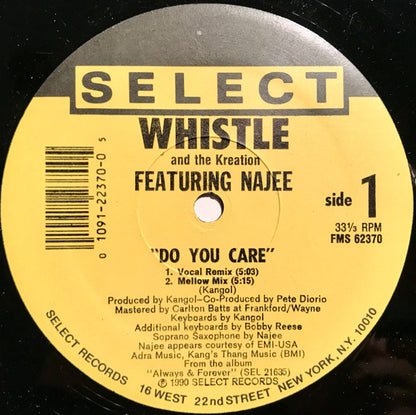 SELECT
WHISTLE
and the Kreation
FEATURING NAJEE
side 1
33⅓ RPM
FMS 62370
0 1091-22370-0 5
"DO YOU CARE"
1. Vocal Remix (5:03)
2. Mellow Mix (5:15)
(Kangol)
Produced by Kangol-Co-Produced by Pete Diorio
Mastered by Carlton Batts at Frankford/Wayne
Keyboards by Kangol
Additional keyboards by Bobby Reese
Soprano Saxophone by Najee
Najee appears courtesy of EMI-USA
Adra Music, Kang's Thang Music (BMI)
From the album
"Always & Forever" (SEL 21635)
℗ 1990 SELECT RECORDS
SELECT RECORDS 16 WEST 22nd STREET NEW YORK, N.Y. 10010